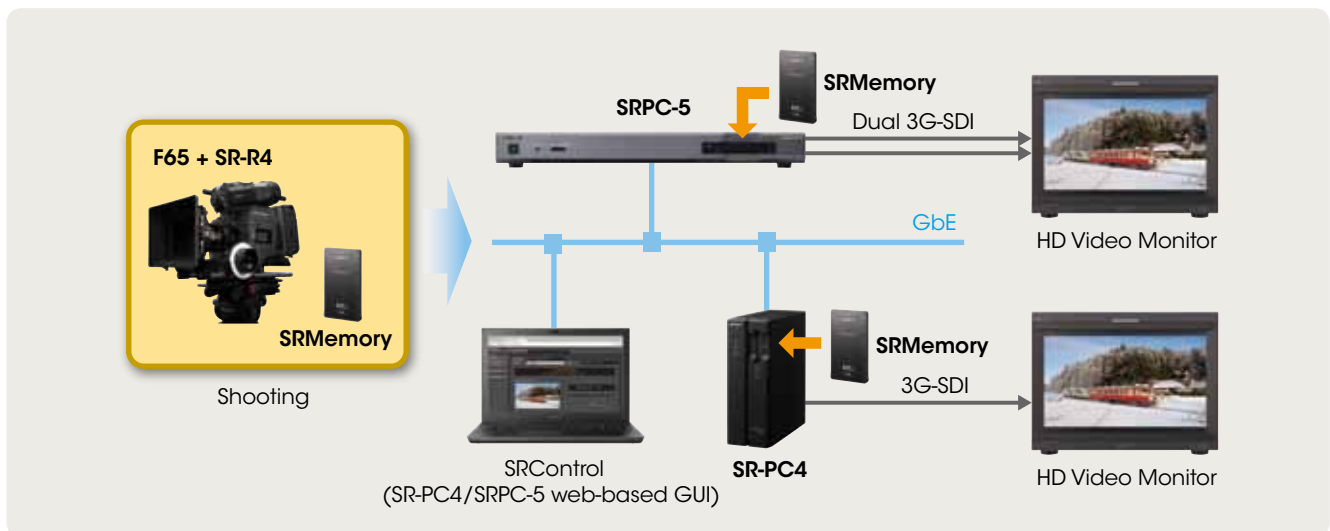 F65 + SR-R4
SRMemory
Shooting
SRPC-5
SRMemory
Dual 3G-SDI
HD Video Monitor
GbE
SRControl
(SR-PC4/SRPC-5 web-based GUI)
SR-PC4
SRMemory
3G-SDI
HD Video Monitor